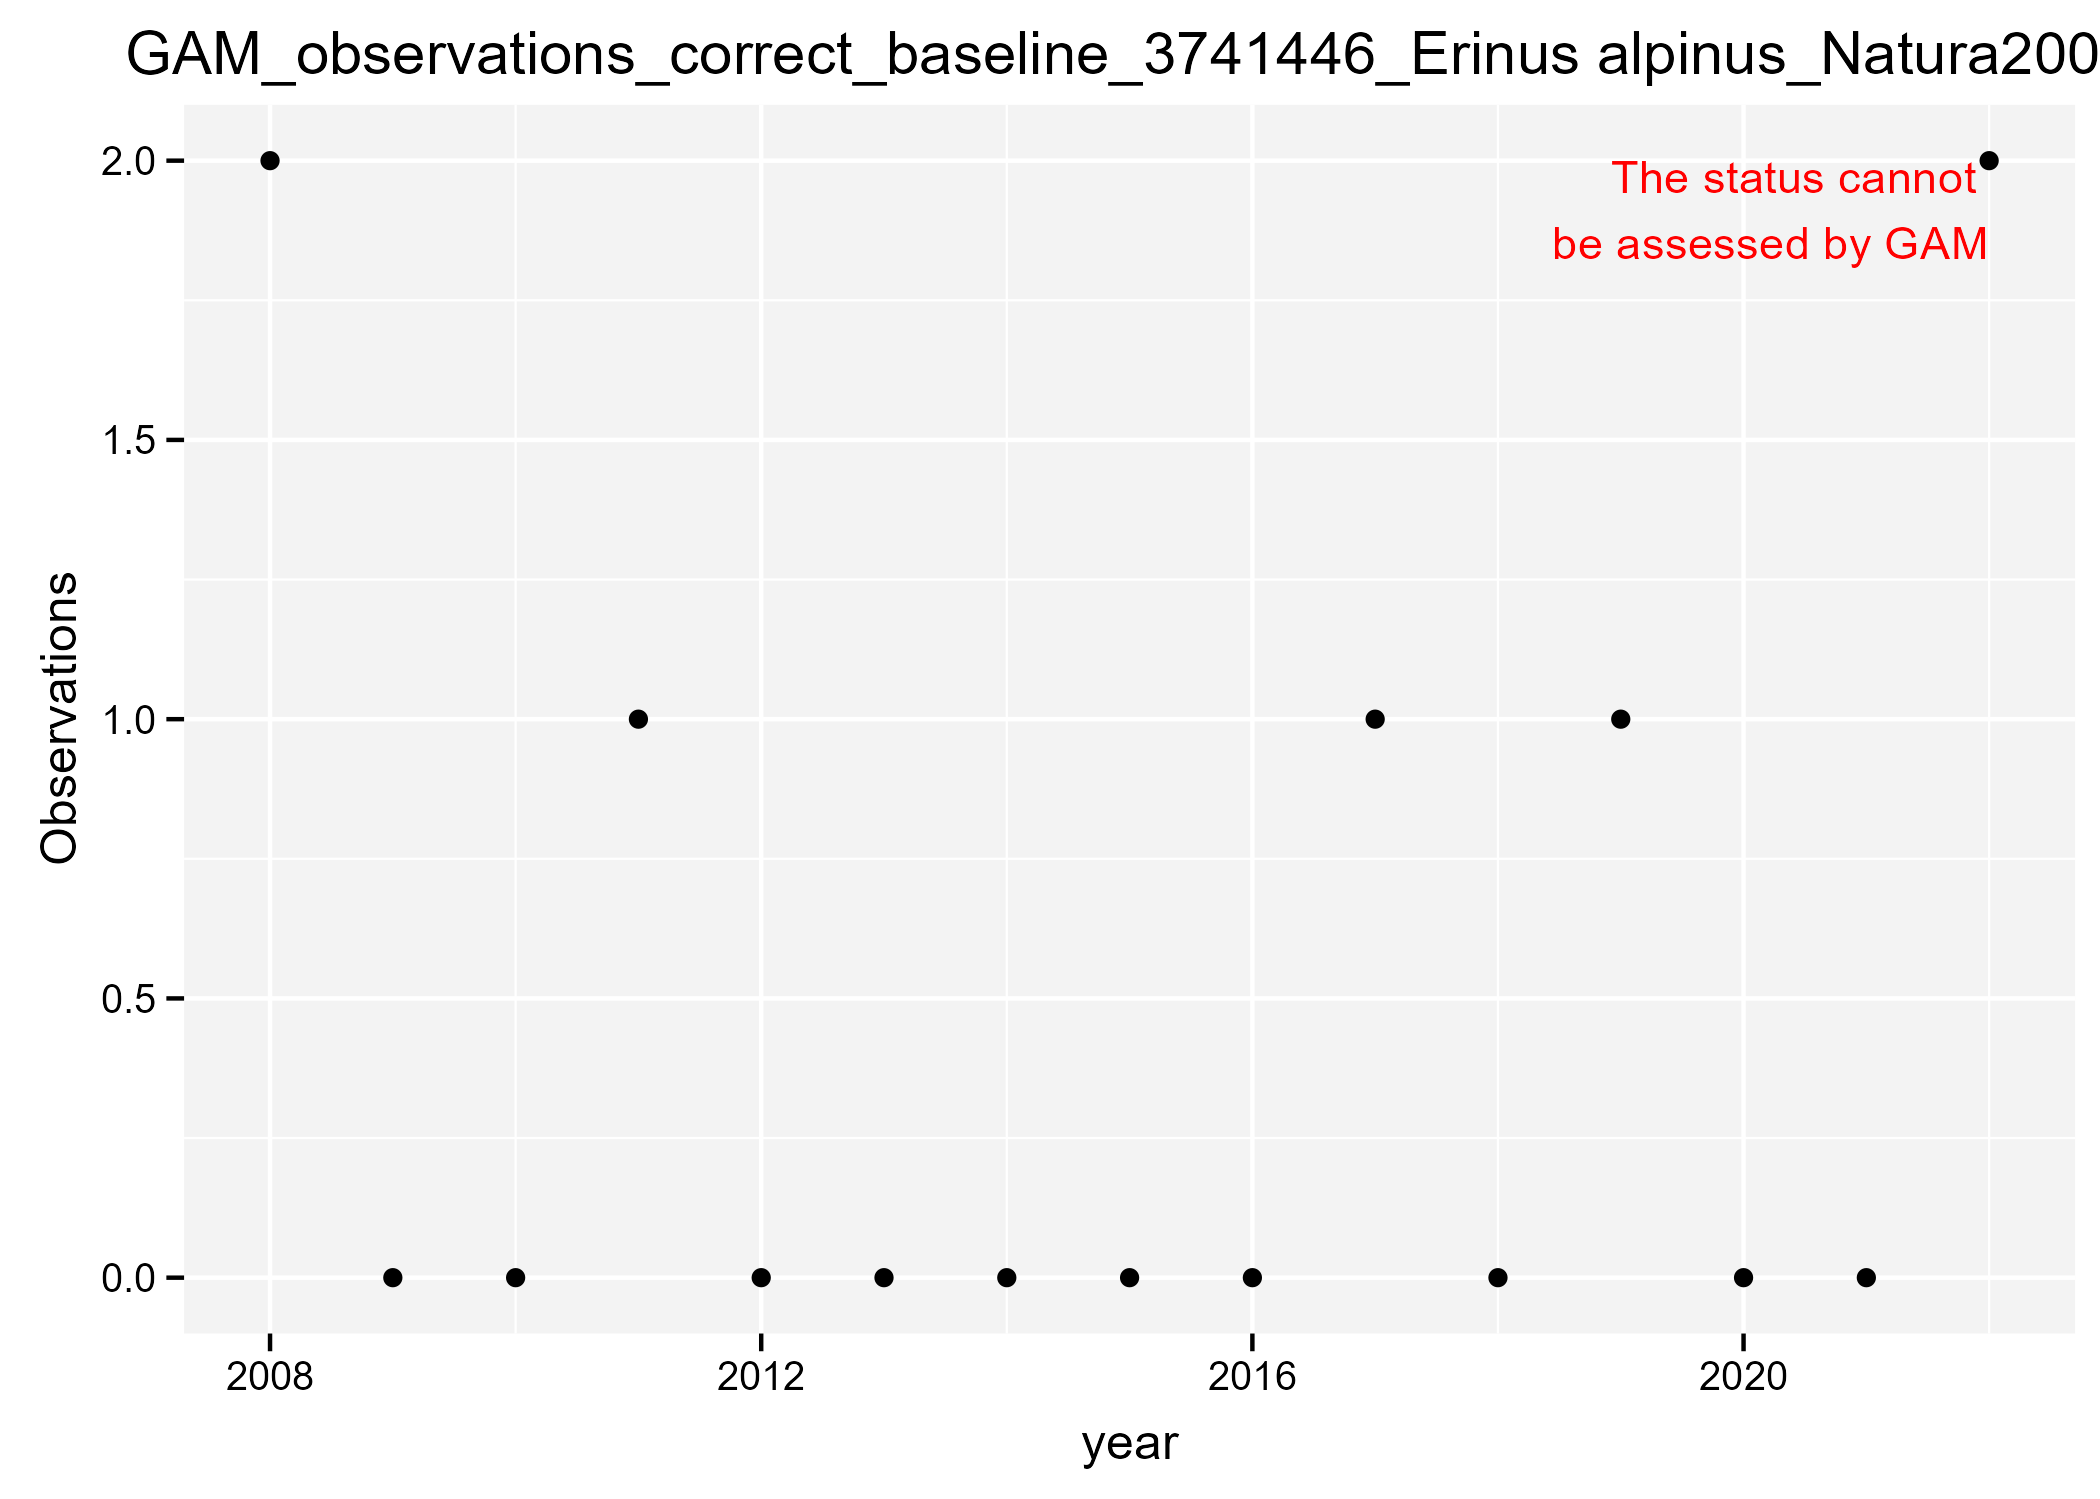 GAM_observations_correct_baseline_3741446_Erinus alpinus_Natura200
2.0
The status cannot
be assessed by GAM
1.5
Observations
1.0
0.5
0.0
2008
2012
2016
2020
year